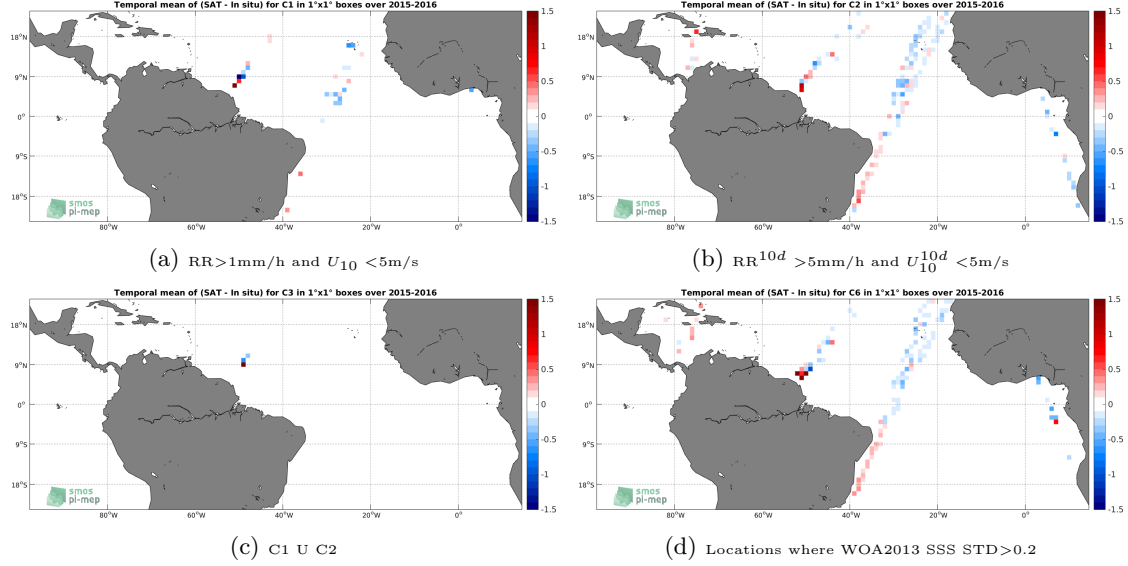 Temporal mean of (SAT - In situ) for C1 in 1°x1° boxes over 2015-2016
18°N
9°N
0°
9°S
18°S
80°W
60°W
40°W
20°W
0°
1.5
1
0.5
0
-0.5
-1
-1.5
smos
pi-mep
(a) RR>1mm/h and U10 <5m/s
Temporal mean of (SAT - In situ) for C2 in 1°x1° boxes over 2015-2016
18°N
9°N
0°
9°S
18°S
80°W
60°W
40°W
20°W
0°
1.5
1
0.5
0
-0.5
-1
-1.5
smos
pi-mep
(b) RR10d >5mm/h and U10d10 <5m/s
Temporal mean of (SAT - In situ) for C3 in 1°x1° boxes over 2015-2016
18°N
9°N
0°
9°S
18°S
80°W
60°W
40°W
20°W
0°
1.5
1
0.5
0
-0.5
-1
-1.5
smos
pi-mep
(c) C1 U C2
Temporal mean of (SAT - In situ) for C6 in 1°x1° boxes over 2015-2016
18°N
9°N
0°
9°S
18°S
80°W
60°W
40°W
20°W
0°
1.5
1
0.5
0
-0.5
-1
-1.5
smos
pi-mep
(d) Locations where WOA2013 SSS STD>0.2